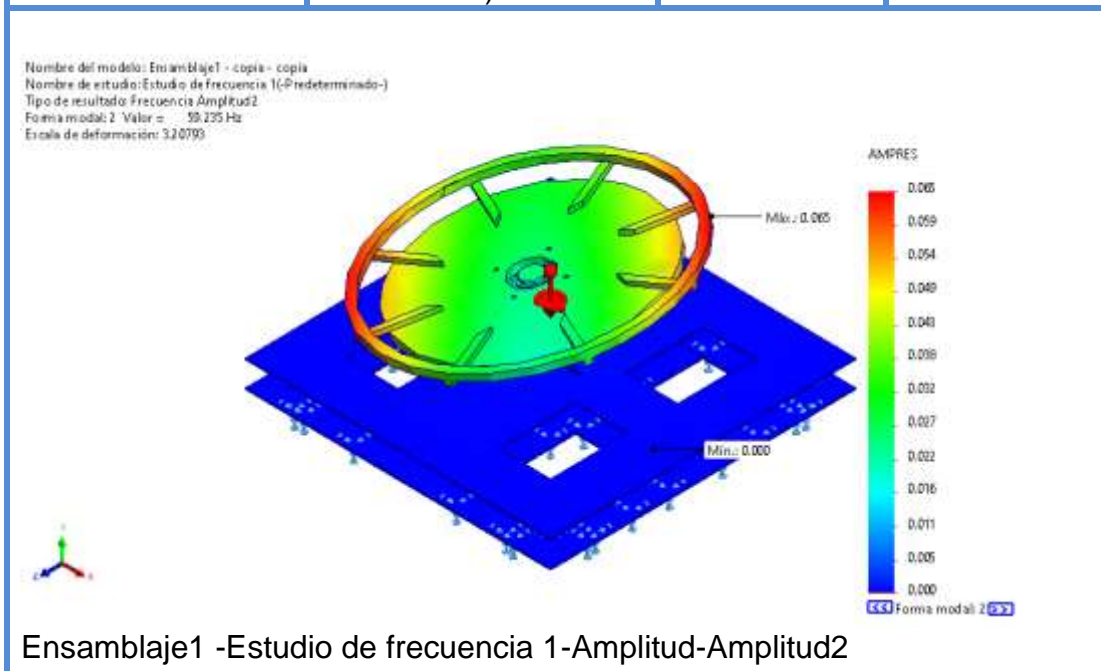 Nombre del modelo: Ensamblaje1 - copia - copia
Nombre de estudio: Estudio de frecuencia 1(-Predeterminado-)
Tipo de resultado: Frecuencia Amplitud2
Forma modal: 2 Valor = 59.235 Hz
Escala de deformación: 3.20793
AMPRES
0.065
Máx.: 0.065
0.059
0.054
0.049
0.043
0.038
0.032
0.027
Mín.: 0.000
0.022
0.016
0.011
0.005
0.000
<< Forma modal: 2 >>
Ensamblaje1 -Estudio de frecuencia 1-Amplitud-Amplitud2